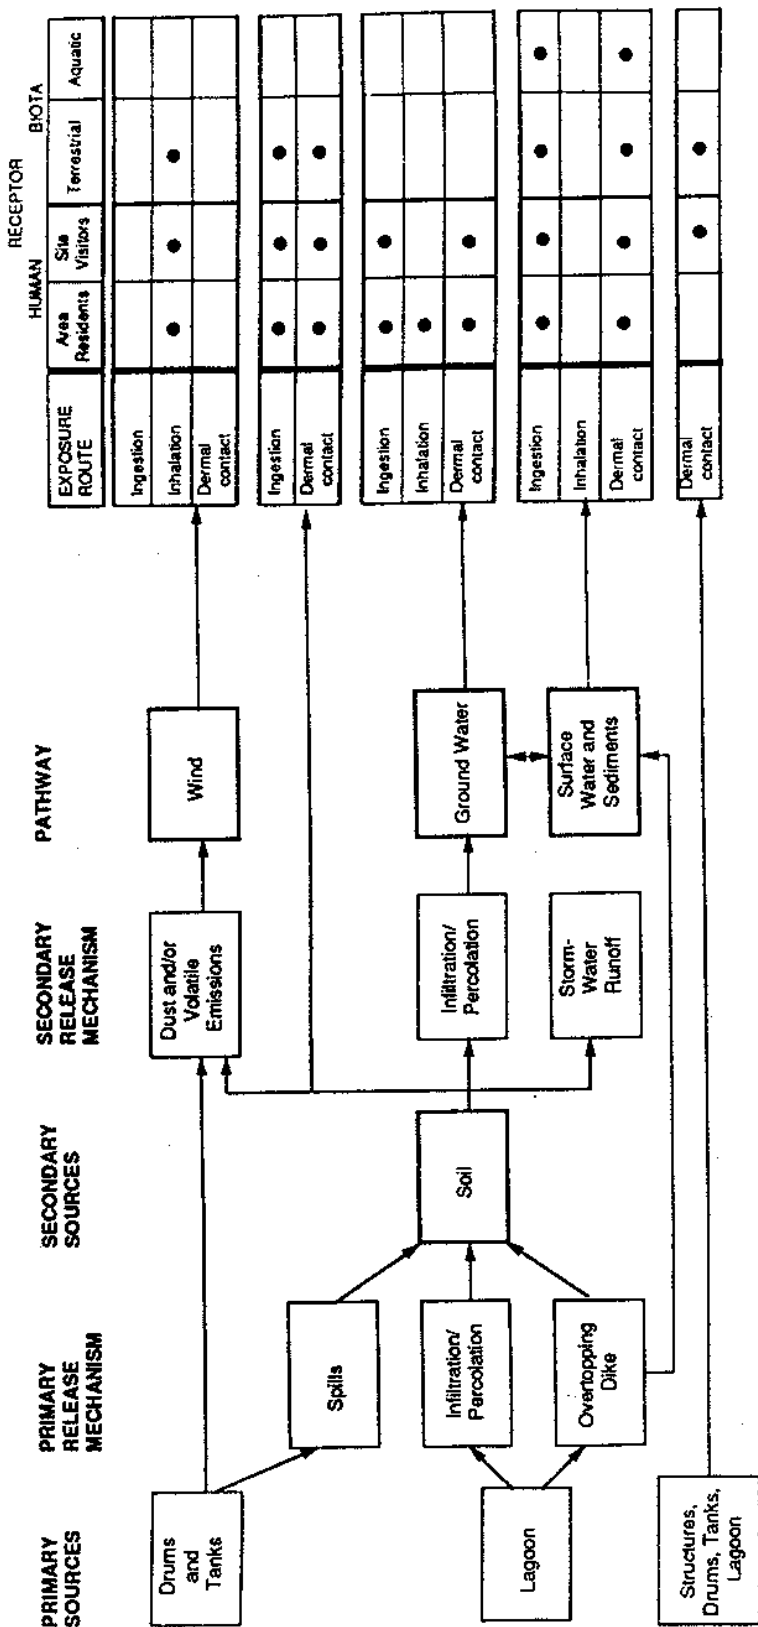 PRIMARY
SOURCES
PRIMARY
RELEASE
MECHANISM
SECONDARY
SOURCES
SECONDARY
RELEASE
MECHANISM
PATHWAY
RECEPTOR
HUMAN
BIOTA
EXPOSURE
ROUTE
Area
Residents
Site
Visitors
Terrestrial
Aquatic
Drums
and
Tanks
Dust and/or
Volatile
Emissions
Wind
Ingestion
Inhalation
Dermal
contact
Spills
Ingestion
Dermal
contact
Lagoon
Infiltration/
Percolation
Soil
Infiltration/
Percolation
Ground Water
Ingestion
Inhalation
Dermal
contact
Overtopping
Dike
Storm-
Water
Runoff
Surface
Water and
Sediments
Ingestion
Inhalation
Dermal
contact
Structures,
Drums, Tanks,
Lagoon
Dermal
contact